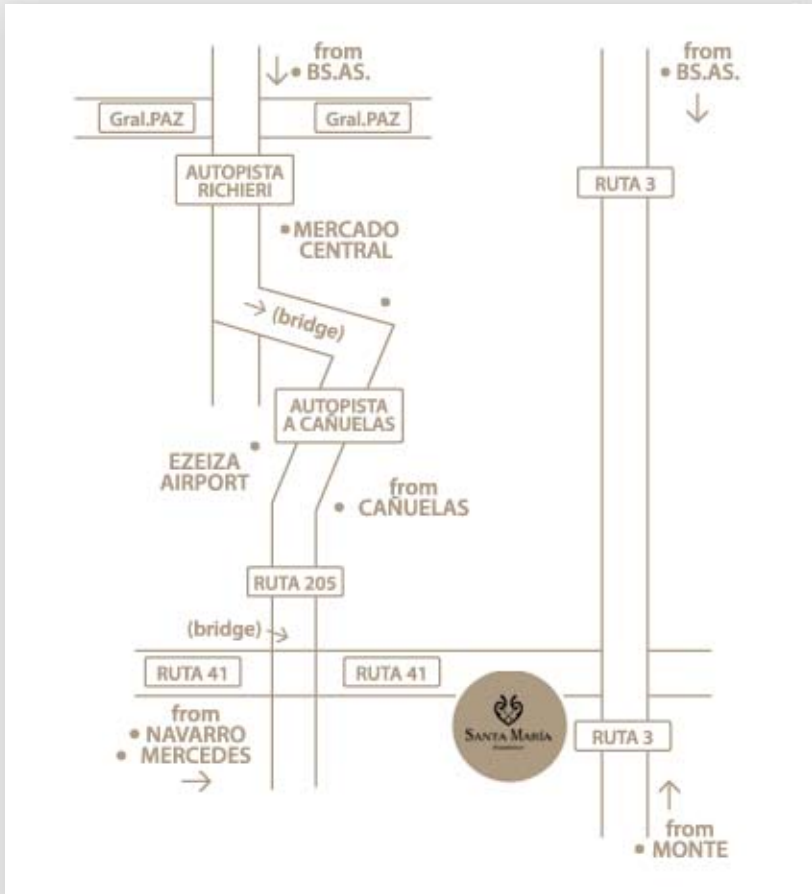 from
• BS.AS.
from
• BS.AS.
Gral.PAZ
Gral.PAZ
AUTOPISTA
RICHIERI
RUTA 3
• MERCADO
CENTRAL
(bridge)
AUTOPISTA
A CAÑUELAS
EZEIZA
AIRPORT
from
• CAÑUELAS
RUTA 205
(bridge)
RUTA 41
RUTA 41
from
• NAVARRO
• MERCEDES
SANTA MARÍA
RUTA 3
from
• MONTE